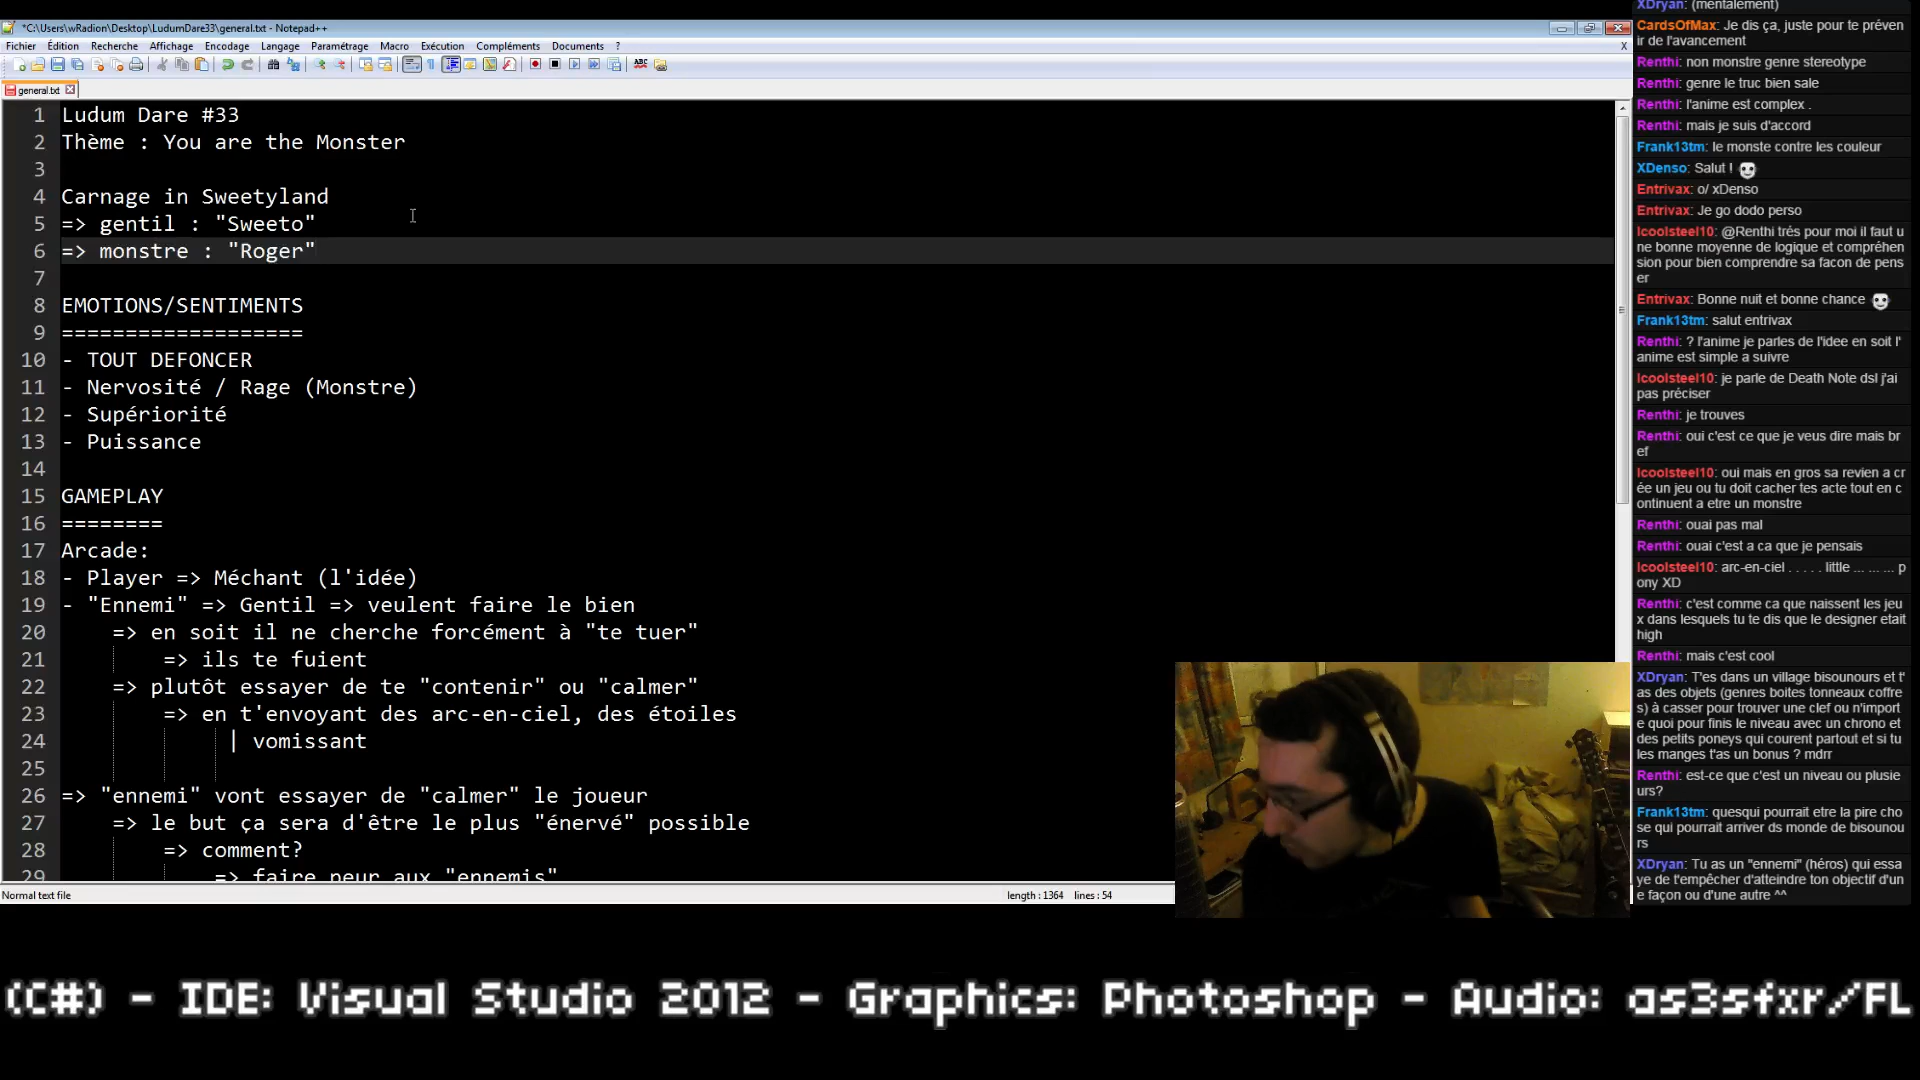 *C:\Users\wRadion\Desktop\LudumDare33\general.txt - Notepad++
Fichier Édition Recherche Affichage Encodage Langage Paramétrage Macro Exécution Compléments Documents ? X
general.txt
1 Ludum Dare #33
2 Thème : You are the Monster
3
4 Carnage in Sweetyland
5 => gentil : "Sweeto"
6 => monstre : "Roger"
7
8 EMOTIONS/SENTIMENTS
9 ===================
10 - TOUT DEFONCER
11 - Nervosité / Rage (Monstre)
12 - Supériorité
13 - Puissance
14
15 GAMEPLAY
16 ========
17 Arcade:
18 - Player => Méchant (l'idée)
19 - "Ennemi" => Gentil => veulent faire le bien
20 => en soit il ne cherche forcément à "te tuer"
21 => ils te fuient
22 => plutôt essayer de te "contenir" ou "calmer"
23 => en t'envoyant des arc-en-ciel, des étoiles
24 | vomissant
25
26 => "ennemi" vont essayer de "calmer" le joueur
27 => le but ça sera d'être le plus "énervé" possible
28 => comment?
29 => faire peur aux "ennemis"
Normal text file length : 1364 lines : 54
XDryan: (mentalement)
CardsOfMax: Je dis ça, juste pour te préven
ir de l'avancement
Renthi: non monstre genre stereotype
Renthi: genre le truc bien sale
Renthi: l'anime est complex .
Renthi: mais je suis d'accord
Frank13tm: le monste contre les couleur
XDenso: Salut !
Entrivax: o/ xDenso
Entrivax: Je go dodo perso
Icoolsteel10: @Renthi trés pour moi il faut u
ne bonne moyenne de logique et compréhen
sion pour bien comprendre sa facon de pens
er
Entrivax: Bonne nuit et bonne chance
Frank13tm: salut entrivax
Renthi: ? l'anime je parles de l'idee en soit l'
anime est simple a suivre
Icoolsteel10: je parle de Death Note dsl j'ai
pas préciser
Renthi: je trouves
Renthi: oui c'est ce que je veus dire mais br
ef
Icoolsteel10: oui mais en gros sa revien a cr
ée un jeu ou tu doit cacher tes acte tout en c
ontinuent a etre un monstre
Renthi: ouai pas mal
Renthi: ouai c'est a ca que je pensais
Icoolsteel10: arc-en-ciel . . . . . little ... ... ... p
ony XD
Renthi: c'est comme ca que naissent les jeu
x dans lesquels tu te dis que le designer etait
high
Renthi: mais c'est cool
XDryan: T'es dans un village bisounours et t'
as des objets (genres boites tonneaux coffre
s) à casser pour trouver une clef ou n'import
e quoi pour finis le niveau avec un chrono et
des petits poneys qui courent partout et si tu
les manges t'as un bonus ? mdrr
Renthi: est-ce que c'est un niveau ou plusie
urs?
Frank13tm: quesqui pourrait etre la pire cho
se qui pourrait arriver ds monde de bisounou
rs
XDryan: Tu as un "ennemi" (héros) qui essa
ye de t'empêcher d'atteindre ton objectif d'un
e façon ou d'une autre ^^
(C#) - IDE: Visual Studio 2012 - Graphics: Photoshop - Audio: as3sfxr/FL